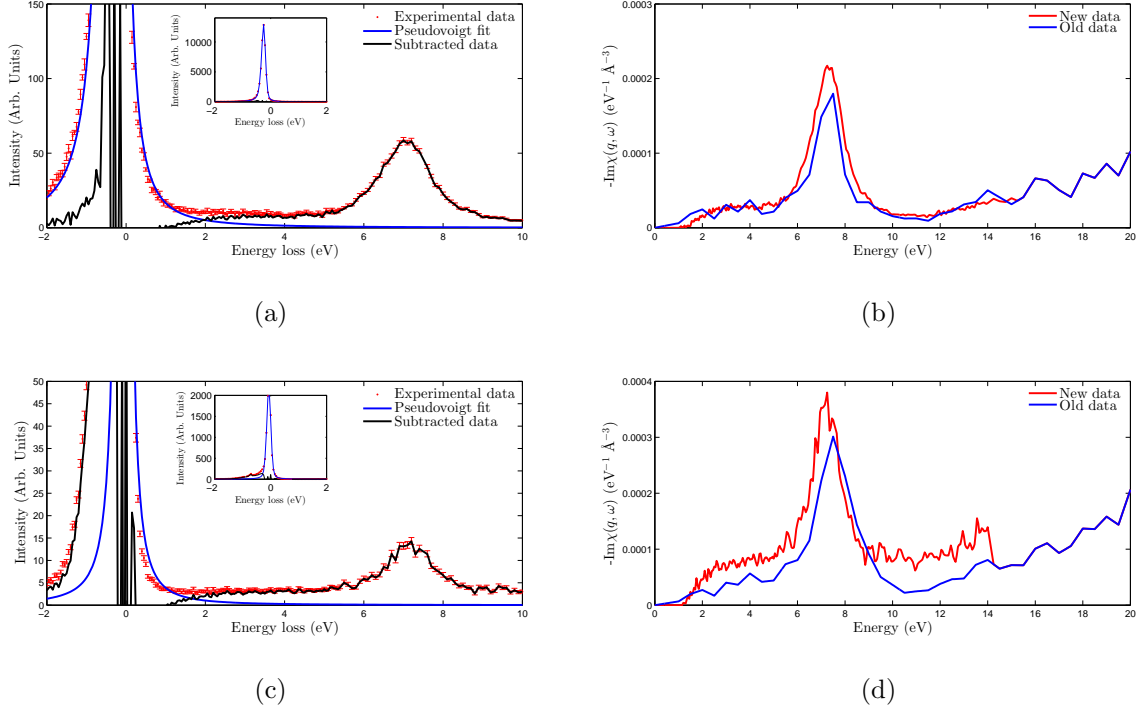 150
100
50
0
−2
0
2
4
6
8
10
Energy loss (eV)
Intensity (Arb. Units)
Experimental data
Pseudovoigt fit
Subtracted data
10000
5000
0
−2
0
2
Energy loss (eV)
Intensity (Arb. Units)
(a)
0.0003
0.0002
0.0001
0
0
2
4
6
8
10
12
14
16
18
20
Energy (eV)
-Imχ(q, ω) (eV⁻¹ Å⁻³)
New data
Old data
(b)
50
45
40
35
30
25
20
15
10
5
0
−2
0
2
4
6
8
10
Energy loss (eV)
Intensity (Arb. Units)
Experimental data
Pseudovoigt fit
Subtracted data
2000
1500
1000
500
0
−2
0
2
Energy loss (eV)
Intensity (Arb. Units)
(c)
0.0004
0.0003
0.0002
0.0001
0
0
2
4
6
8
10
12
14
16
18
20
Energy (eV)
-Imχ(q, ω) (eV⁻¹ Å⁻³)
New data
Old data
(d)